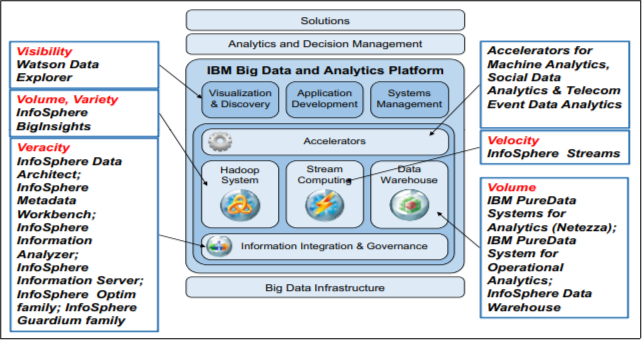 Solutions
Analytics and Decision Management
IBM Big Data and Analytics Platform
Visualization
& Discovery
Application
Development
Systems
Management
Accelerators
Hadoop
System
Stream
Computing
Data
Warehouse
Information Integration & Governance
Big Data Infrastructure
Visibility
Watson Data
Explorer
Volume, Variety
InfoSphere
BigInsights
Veracity
InfoSphere Data
Architect;
InfoSphere
Metadata
Workbench;
InfoSphere
Information
Analyzer;
InfoSphere
Information Server;
InfoSphere Optim
family; InfoSphere
Guardium family
Accelerators for
Machine Analytics,
Social Data
Analytics & Telecom
Event Data Analytics
Velocity
InfoSphere Streams
Volume
IBM PureData
Systems for
Analytics (Netezza);
IBM PureData
System for
Operational
Analytics;
InfoSphere Data
Warehouse